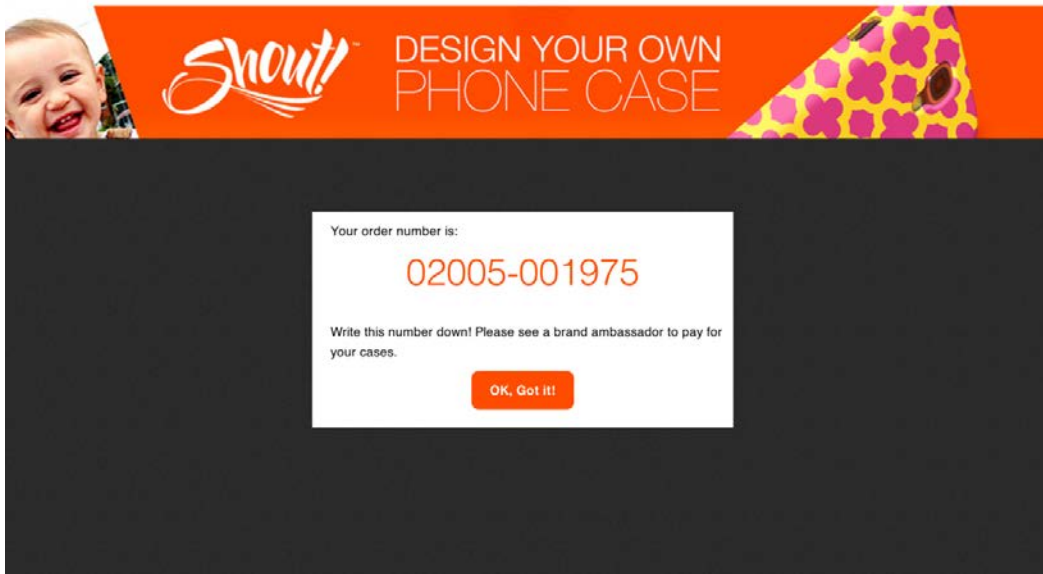 Shout!™
DESIGN YOUR OWN
PHONE CASE
Your order number is:
02005-001975
Write this number down! Please see a brand ambassador to pay for
your cases.
OK, Got it!